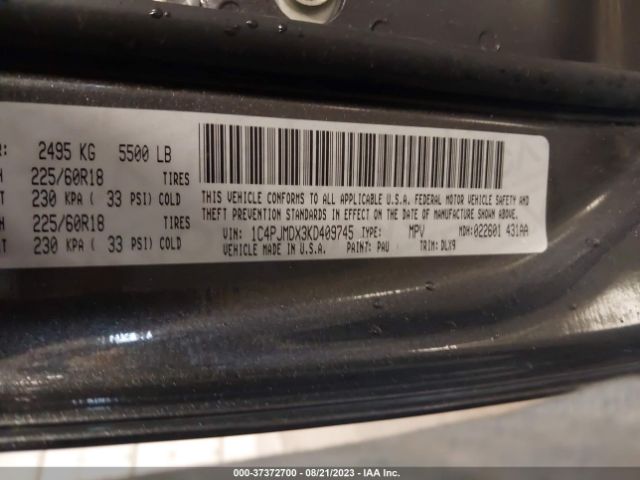 R: 2495 KG 5500 LB
H 225/60R18 TIRES
T 230 KPA ( 33 PSI) COLD
H 225/60R18 TIRES
T 230 KPA ( 33 PSI) COLD
THIS VEHICLE CONFORMS TO ALL APPLICABLE U.S.A. FEDERAL MOTOR VEHICLE SAFETY AND
THEFT PREVENTION STANDARDS IN EFFECT ON THE DATE OF MANUFACTURE SHOWN ABOVE.
VIN: 1C4PJMDX3KD409745 TYPE: MPV MDH:022601 431AA
VEHICLE MADE IN U.S.A. PAINT: PAU TRIM: DLX9
000-37372700 - 08/21/2023 - IAA Inc.